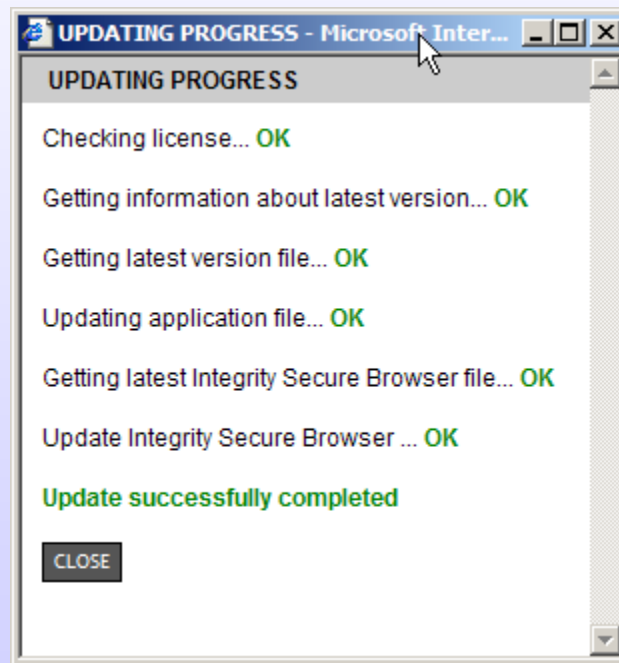 UPDATING PROGRESS - Microsoft Inter...
UPDATING PROGRESS
Checking license... OK
Getting information about latest version... OK
Getting latest version file... OK
Updating application file... OK
Getting latest Integrity Secure Browser file... OK
Update Integrity Secure Browser ... OK
Update successfully completed
CLOSE